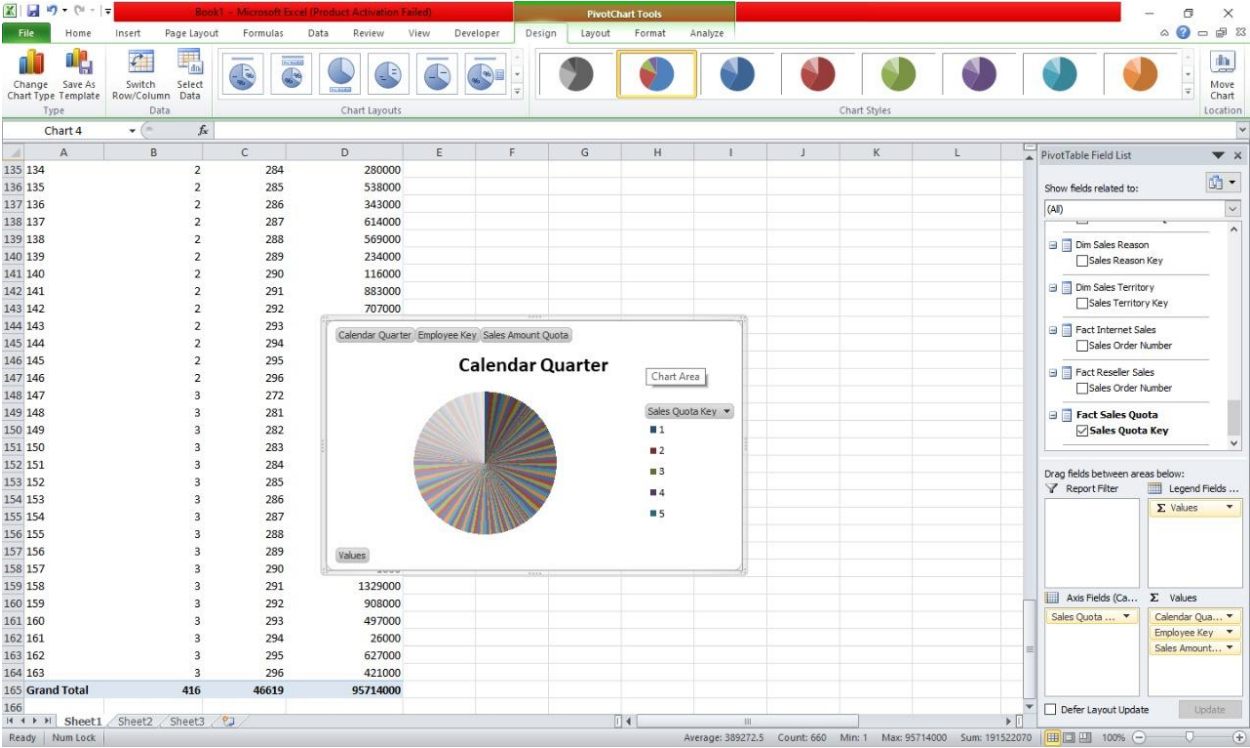 Book1 - Microsoft Excel (Product Activation Failed) PivotChart Tools
File Home Insert Page Layout Formulas Data Review View Developer Design Layout Format Analyze
Change Chart Type Save As Template Switch Row/Column Select Data Move Chart
Type Data Chart Layouts Chart Styles Location
Chart 4 fx
A B C D E F G H I J K L
135 134 2 284 280000
136 135 2 285 538000
137 136 2 286 343000
138 137 2 287 614000
139 138 2 288 569000
140 139 2 289 234000
141 140 2 290 116000
142 141 2 291 883000
143 142 2 292 707000
144 143 2 293
145 144 2 294
146 145 2 295
147 146 2 296
148 147 3 272
149 148 3 281
150 149 3 282
151 150 3 283
152 151 3 284
153 152 3 285
154 153 3 286
155 154 3 287
156 155 3 288
157 156 3 289
158 157 3 290
159 158 3 291 1329000
160 159 3 292 908000
161 160 3 293 497000
162 161 3 294 26000
163 162 3 295 627000
164 163 3 296 421000
165 Grand Total 416 46619 95714000
166
Calendar Quarter Employee Key Sales Amount Quota
Calendar Quarter
Chart Area
Sales Quota Key
1
2
3
4
5
Values
PivotTable Field List
Show fields related to:
(All)
Dim Sales Reason
Sales Reason Key
Dim Sales Territory
Sales Territory Key
Fact Internet Sales
Sales Order Number
Fact Reseller Sales
Sales Order Number
Fact Sales Quota
Sales Quota Key
Drag fields between areas below:
Report Filter Legend Fields ...
Σ Values
Axis Fields (Ca... Σ Values
Sales Quota ... Calendar Qua...
Employee Key
Sales Amount...
Defer Layout Update Update
Sheet1 Sheet2 Sheet3
Ready Num Lock Average: 389272.5 Count: 660 Min: 1 Max: 95714000 Sum: 191522070 100%